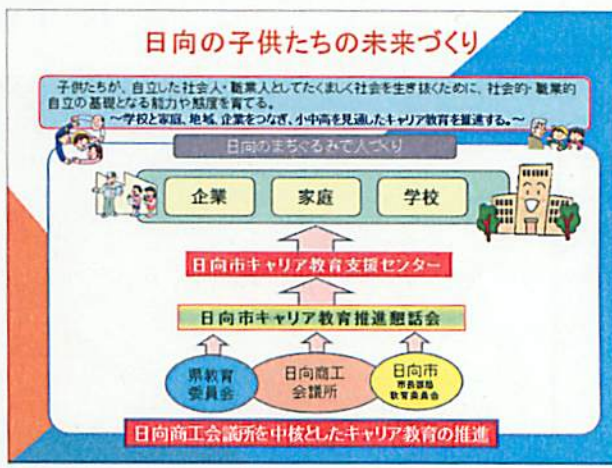 日向の子供たちの未来づくり
子供たちが、自立した社会人・職業人としてたくましく社会を生き抜くために、社会的・職業的
自立の基礎となる能力や態度を育てる。
～学校と家庭、地域、企業をつなぎ、小中高を見通したキャリア教育を推進する。～
日向のまちぐるみで人づくり
企業
家庭
学校
日向市キャリア教育支援センター
日向市キャリア教育推進懇話会
県教育
委員会
日向商工
会議所
日向市
市長部局
教育委員会
日向商工会議所を中核としたキャリア教育の推進